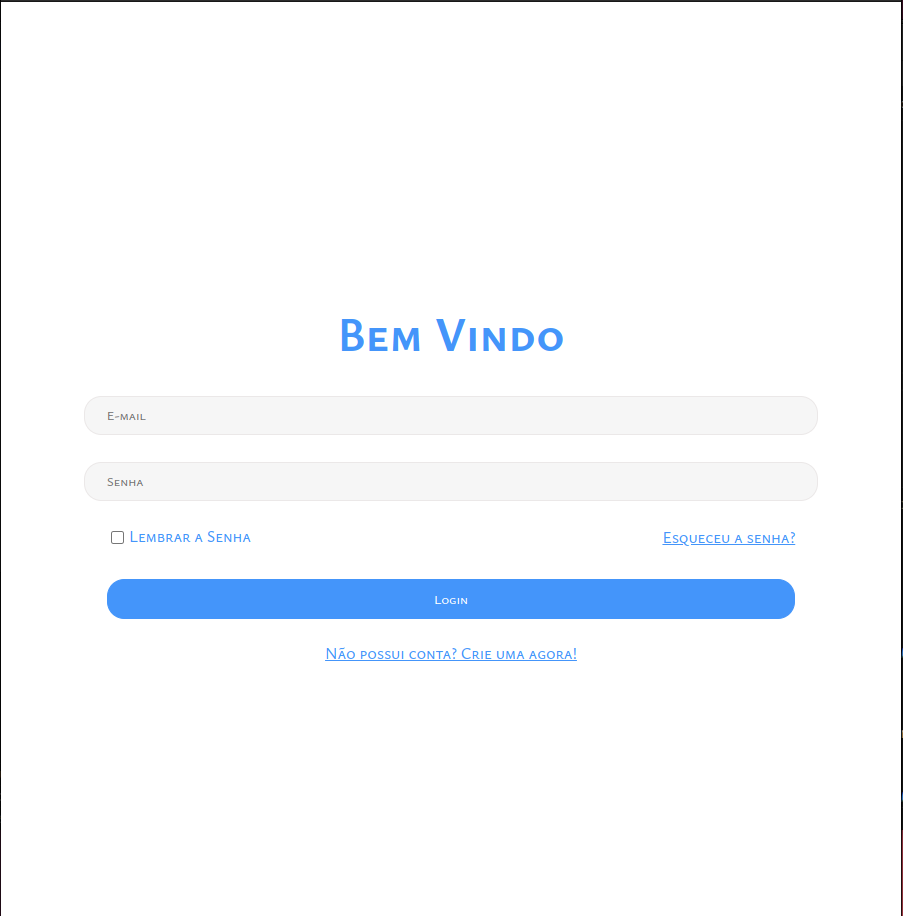 Bem Vindo
E-mail
Senha
Lembrar a Senha Esqueceu a senha?
Login
Não possui conta? Crie uma agora!